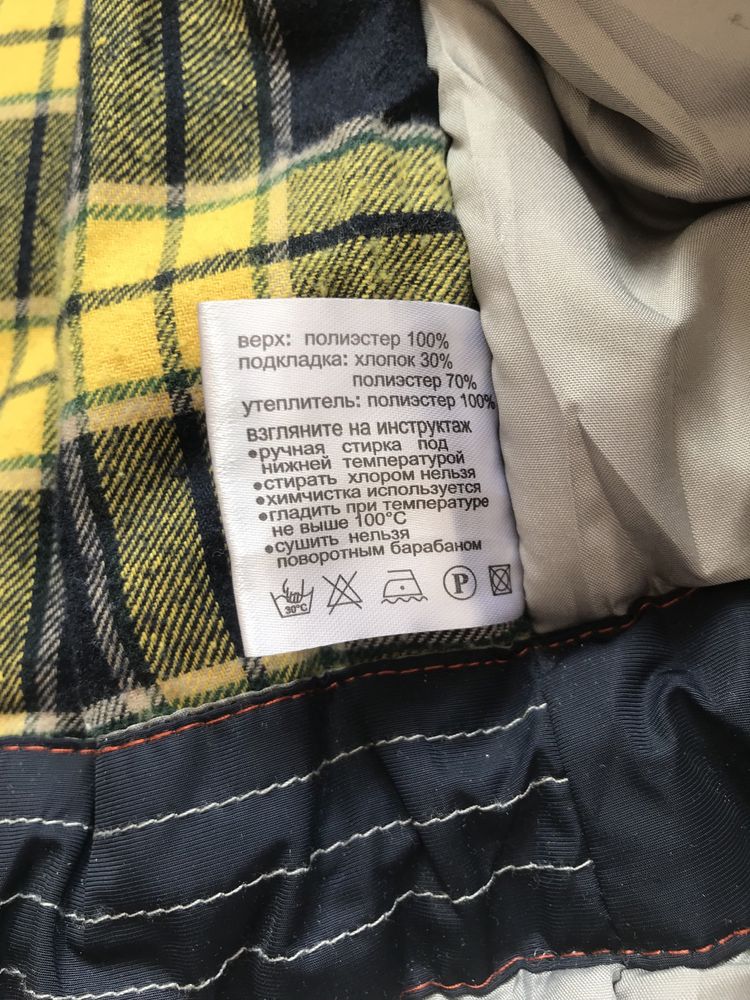 верх: полиэстер 100%
подкладка: хлопок 30%
полиэстер 70%
утеплитель: полиэстер 100%
взгляните на инструктаж
•ручная стирка под
нижней температурой
•стирать хлором нельзя
•химчистка используется
•гладить при температуре
не выше 100°C
•сушить нельзя
поворотным барабаном
30°C P